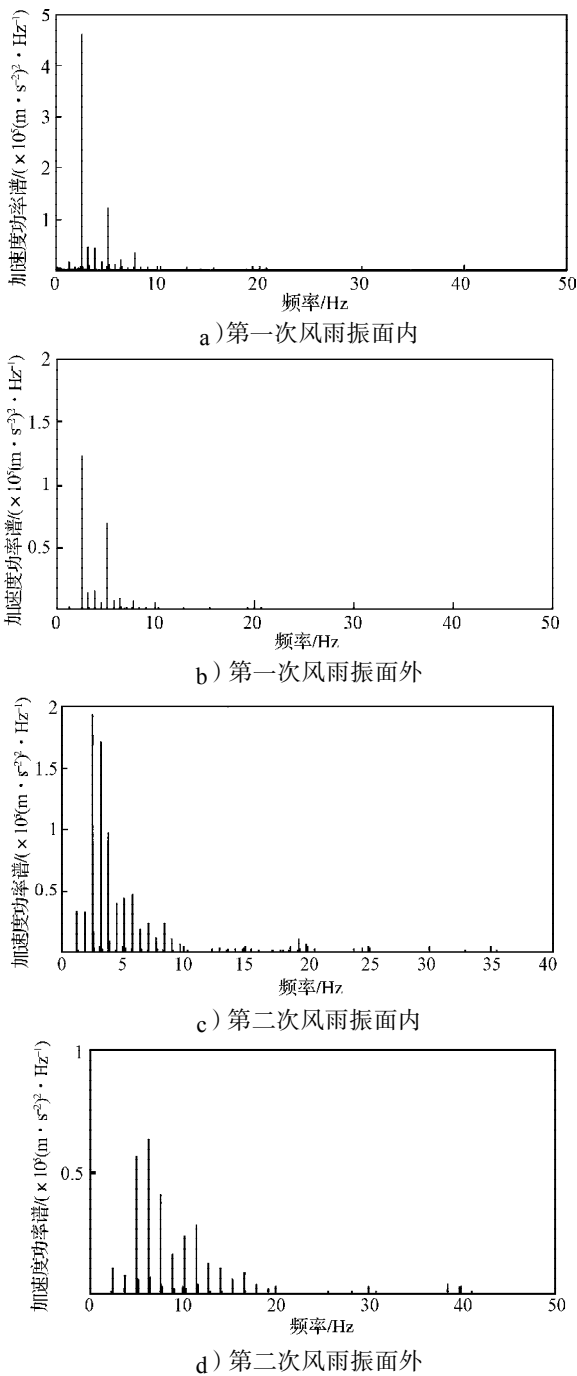 加速度功率谱/(×10⁵(m·s⁻²)²·Hz⁻¹)
5
4
3
2
1
0 10 20 30 40 50
频率/Hz
a)第一次风雨振面内
加速度功率谱/(×10⁵(m·s⁻²)²·Hz⁻¹)
2
1.5
1
0.5
0 10 20 30 40 50
频率/Hz
b)第一次风雨振面外
加速度功率谱/(×10⁵(m·s⁻²)²·Hz⁻¹)
2
1.5
1
0.5
0 5 10 15 20 25 30 35 40
频率/Hz
c)第二次风雨振面内
加速度功率谱/(×10⁵(m·s⁻²)²·Hz⁻¹)
1
0.5
0 10 20 30 40 50
频率/Hz
d)第二次风雨振面外